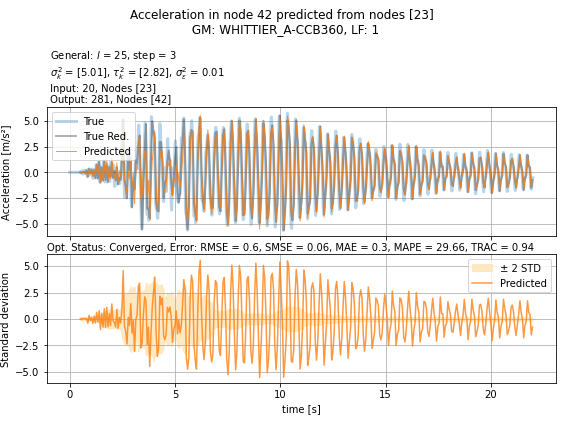 Acceleration in node 42 predicted from nodes [23]
GM: WHITTIER_A-CCB360, LF: 1
General: l = 25, step = 3
σ²ₖ = [5.01], τ²ₖ = [2.82], σ²ε = 0.01
Input: 20, Nodes [23]
Output: 281, Nodes [42]
Acceleration [m/s²]
5.0
2.5
0.0
−2.5
−5.0
True
True Red.
Predicted
Opt. Status: Converged, Error: RMSE = 0.6, SMSE = 0.06, MAE = 0.3, MAPE = 29.66, TRAC = 0.94
Standard deviation
5.0
2.5
0.0
−2.5
−5.0
± 2 STD
Predicted
0 5 10 15 20
time [s]